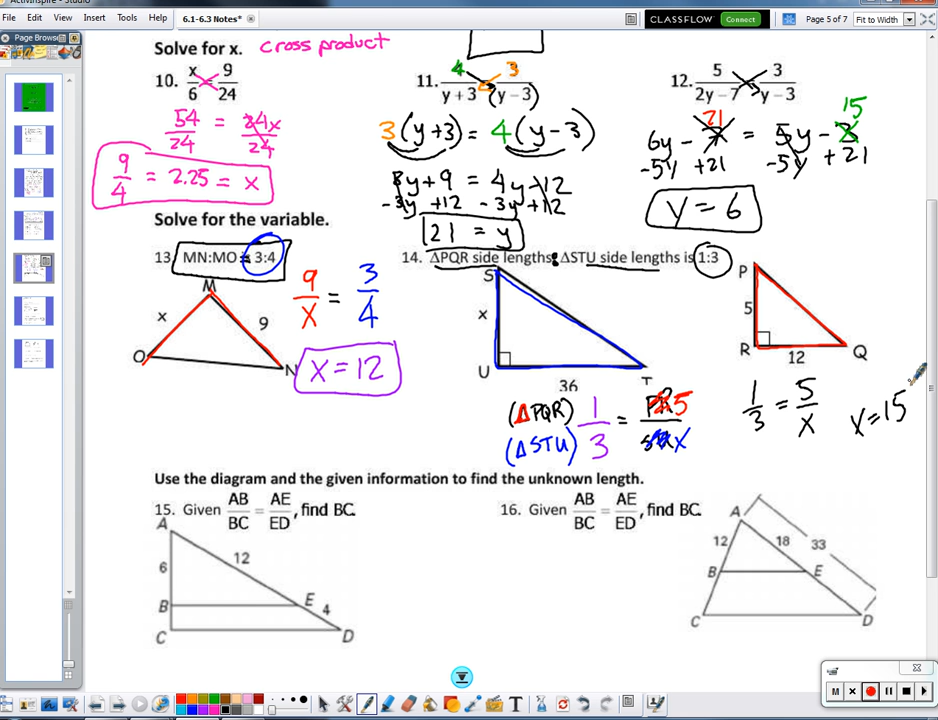 ActivInspire - Studio
File View Insert Tools Help
6.1-6.3 Notes*
CLASSFLOW Connect
Page 5 of 7
Fit to Width
Page Brows
Solve for x. cross product
10. x/6 = 9/24
54/24 = 24x/24
9/4 = 2.25 = x
11. 4/y+3 = 3/(y-3)
3(y+3) = 4(y-3)
3y+9 = 4y-12
-3y +12 -3y +12
21 = y
12. 5/2y-7 = 3/y-3
21 15
6y - 7 = 5y - 3
-5y +21 -5y +21
y = 6
Solve for the variable.
13. MN:MO = 3:4
M
x
9
O
N
9/x = 3/4
x = 12
14. ΔPQR side lengths: ΔSTU side lengths is 1:3
S
x
U
T
36
P
5
R
Q
12
(ΔPQR) 1 = PR 5
(ΔSTU) 3 SU x
1/3 = 5/x
x=15
Use the diagram and the given information to find the unknown length.
15. Given AB/BC = AE/ED, find BC.
A
12
6
B
E
4
C
D
16. Given AB/BC = AE/ED, find BC.
A
12
18
33
B
E
C
D